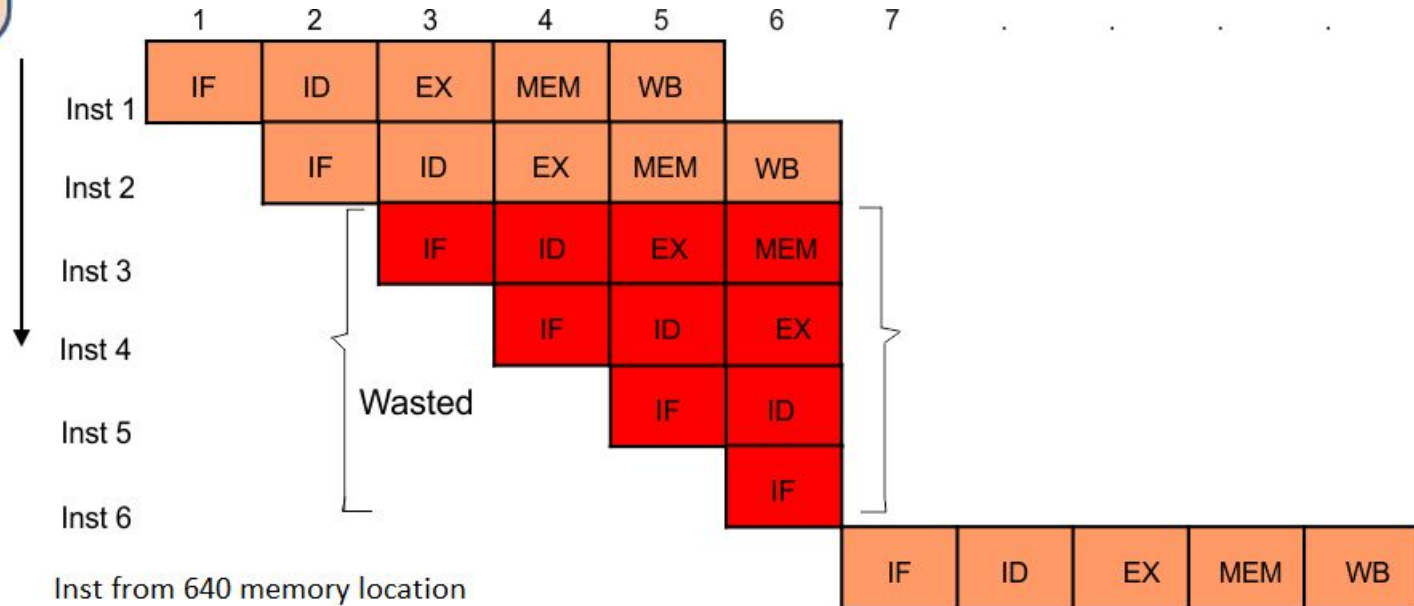 1 2 3 4 5 6 7 . . . .
Inst 1 IF ID EX MEM WB
Inst 2 IF ID EX MEM WB
Inst 3 IF ID EX MEM
Inst 4 IF ID EX
Wasted
Inst 5 IF ID
Inst 6 IF
Inst from 640 memory location IF ID EX MEM WB